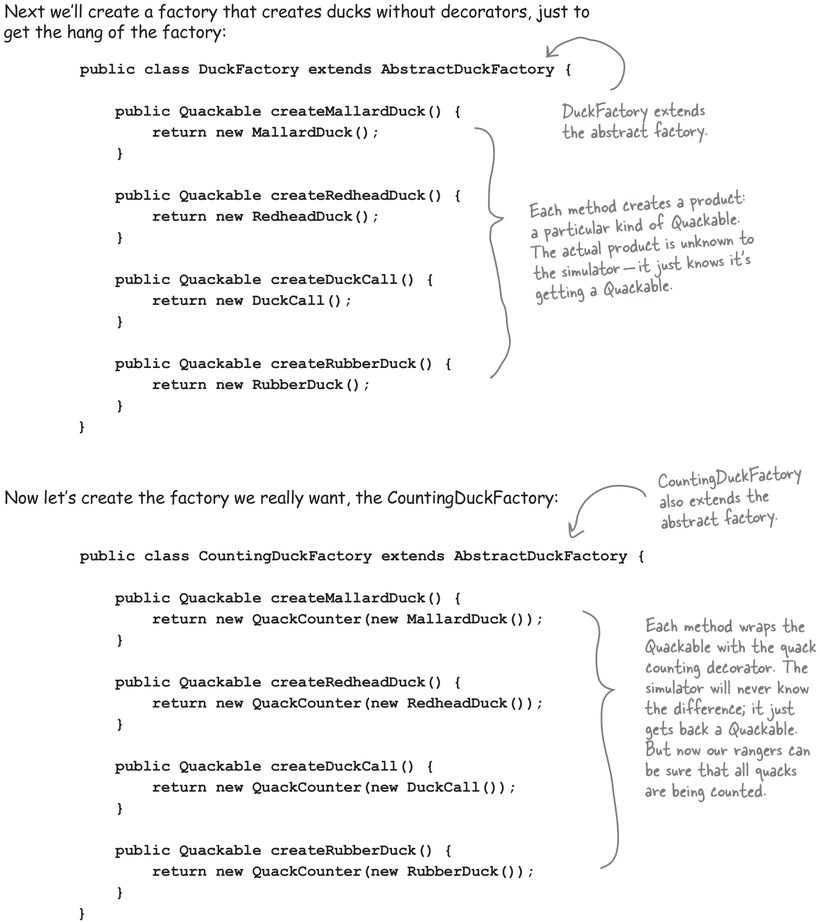 Next we'll create a factory that creates ducks without decorators, just to
get the hang of the factory:
public class DuckFactory extends AbstractDuckFactory {
DuckFactory extends
the abstract factory.
public Quackable createMallardDuck() {
return new MallardDuck();
}
public Quackable createRedheadDuck() {
return new RedheadDuck();
}
Each method creates a product:
a particular kind of Quackable.
The actual product is unknown to
the simulator — it just knows it's
getting a Quackable.
public Quackable createDuckCall() {
return new DuckCall();
}
public Quackable createRubberDuck() {
return new RubberDuck();
}
}
Now let's create the factory we really want, the CountingDuckFactory:
CountingDuckFactory
also extends the
abstract factory.
public class CountingDuckFactory extends AbstractDuckFactory {
public Quackable createMallardDuck() {
return new QuackCounter(new MallardDuck());
}
public Quackable createRedheadDuck() {
return new QuackCounter(new RedheadDuck());
}
public Quackable createDuckCall() {
return new QuackCounter(new DuckCall());
}
public Quackable createRubberDuck() {
return new QuackCounter(new RubberDuck());
}
}
Each method wraps the
Quackable with the quack
counting decorator. The
simulator will never know
the difference; it just
gets back a Quackable.
But now our rangers can
be sure that all quacks
are being counted.